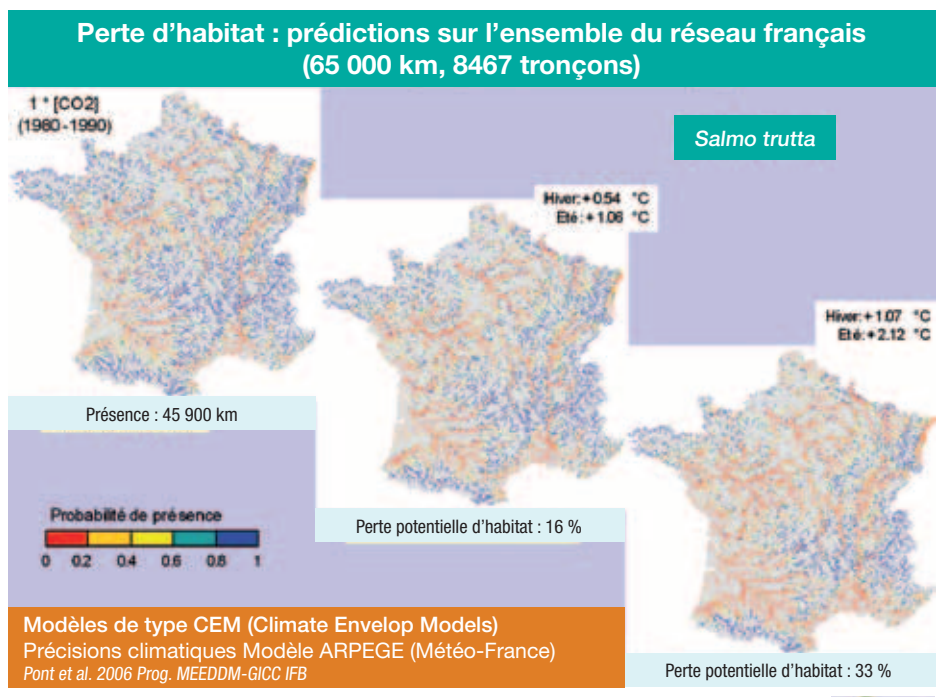 Perte d'habitat : prédictions sur l'ensemble du réseau français
(65 000 km, 8467 tronçons)
1 * [CO2]
(1960-1990)
Salmo trutta
Hiver:+0.54 °C
Eté:+1.06 °C
Hiver:+1.07 °C
Eté:+2.12 °C
Présence : 45 900 km
Probabilité de présence
0 0.2 0.4 0.6 0.8 1
Perte potentielle d'habitat : 16 %
Modèles de type CEM (Climate Envelop Models)
Précisions climatiques Modèle ARPEGE (Météo-France)
Pont et al. 2006 Prog. MEEDDM-GICC IFB
Perte potentielle d'habitat : 33 %